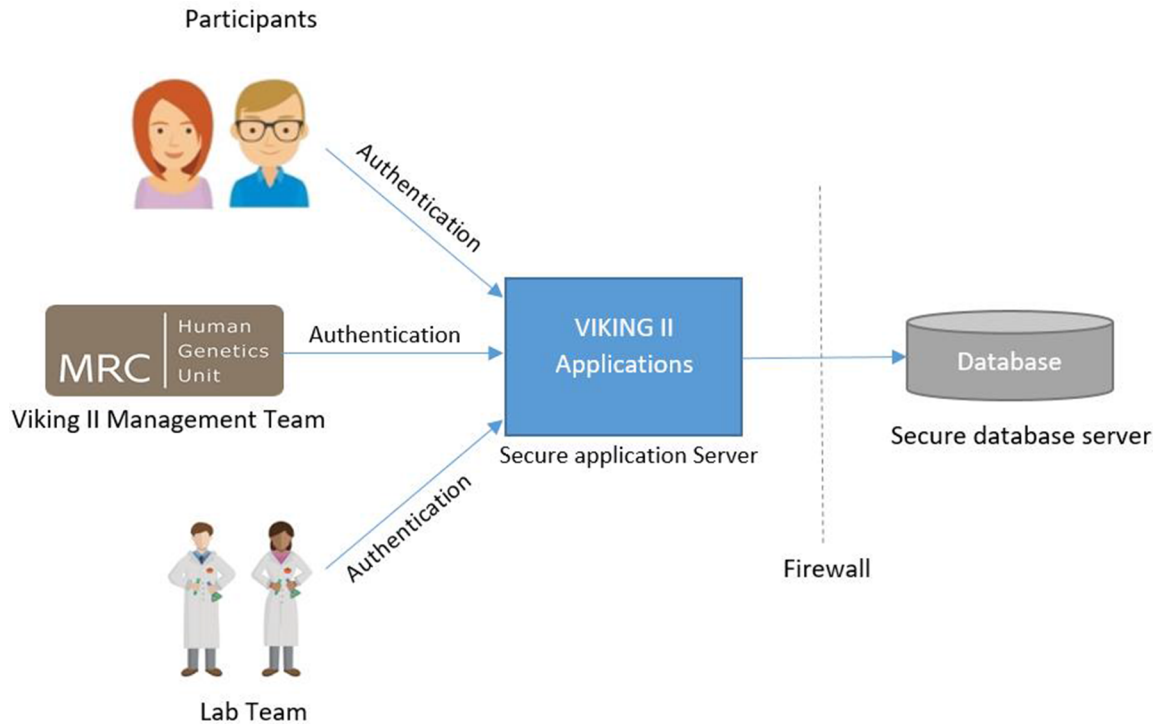 Participants
Authentication
MRC
Human
Genetics
Unit
Viking II Management Team
Authentication
VIKING II
Applications
Secure application Server
Database
Secure database server
Authentication
Firewall
Lab Team